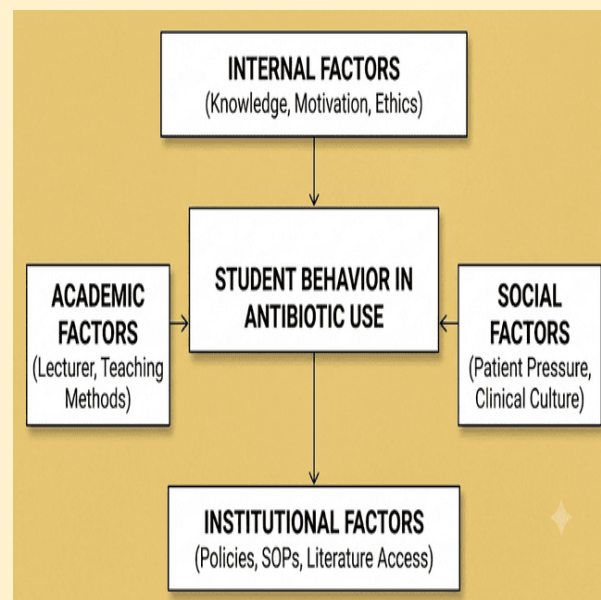 INTERNAL FACTORS
(Knowledge, Motivation, Ethics)
STUDENT BEHAVIOR IN
ANTIBIOTIC USE
ACADEMIC
FACTORS
(Lecturer, Teaching
Methods)
SOCIAL
FACTORS
(Patient Pressure,
Clinical Culture)
INSTITUTIONAL FACTORS
(Policies, SOPs, Literature Access)